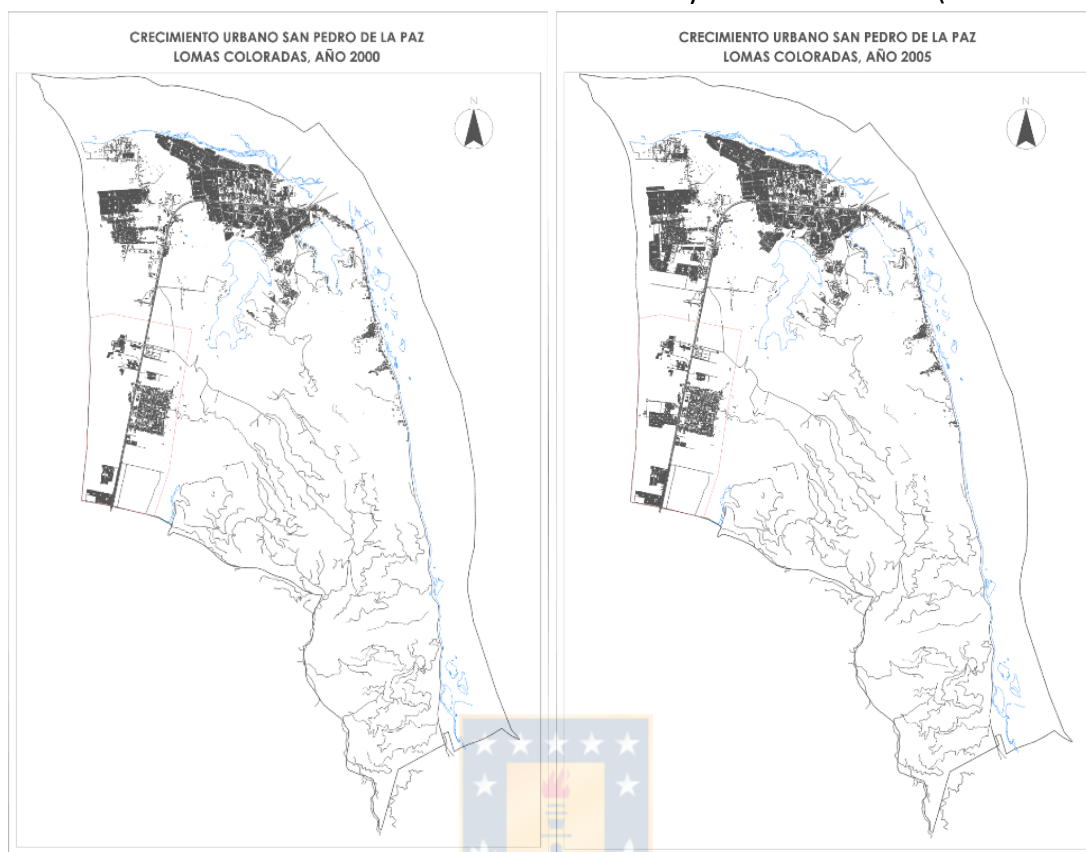 CRECIMIENTO URBANO SAN PEDRO DE LA PAZ
LOMAS COLORADAS, AÑO 2000
N
CRECIMIENTO URBANO SAN PEDRO DE LA PAZ
LOMAS COLORADAS, AÑO 2005
N